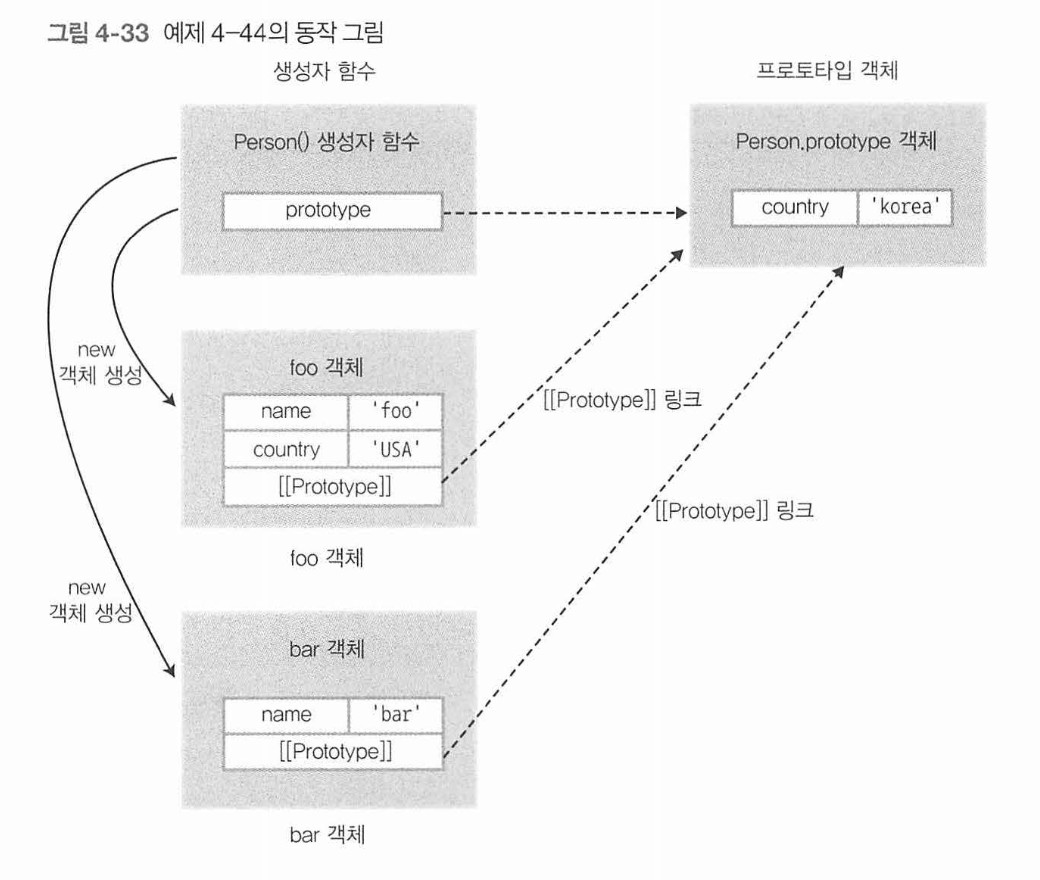 그림 4-33 예제 4-44의 동작 그림
생성자 함수
프로토타입 객체
Person() 생성자 함수
prototype
Person.prototype 객체
country 'korea'
new
객체 생성
foo 객체
name 'foo'
country 'USA'
[[Prototype]]
foo 객체
[[Prototype]] 링크
[[Prototype]] 링크
new
객체 생성
bar 객체
name 'bar'
[[Prototype]]
bar 객체